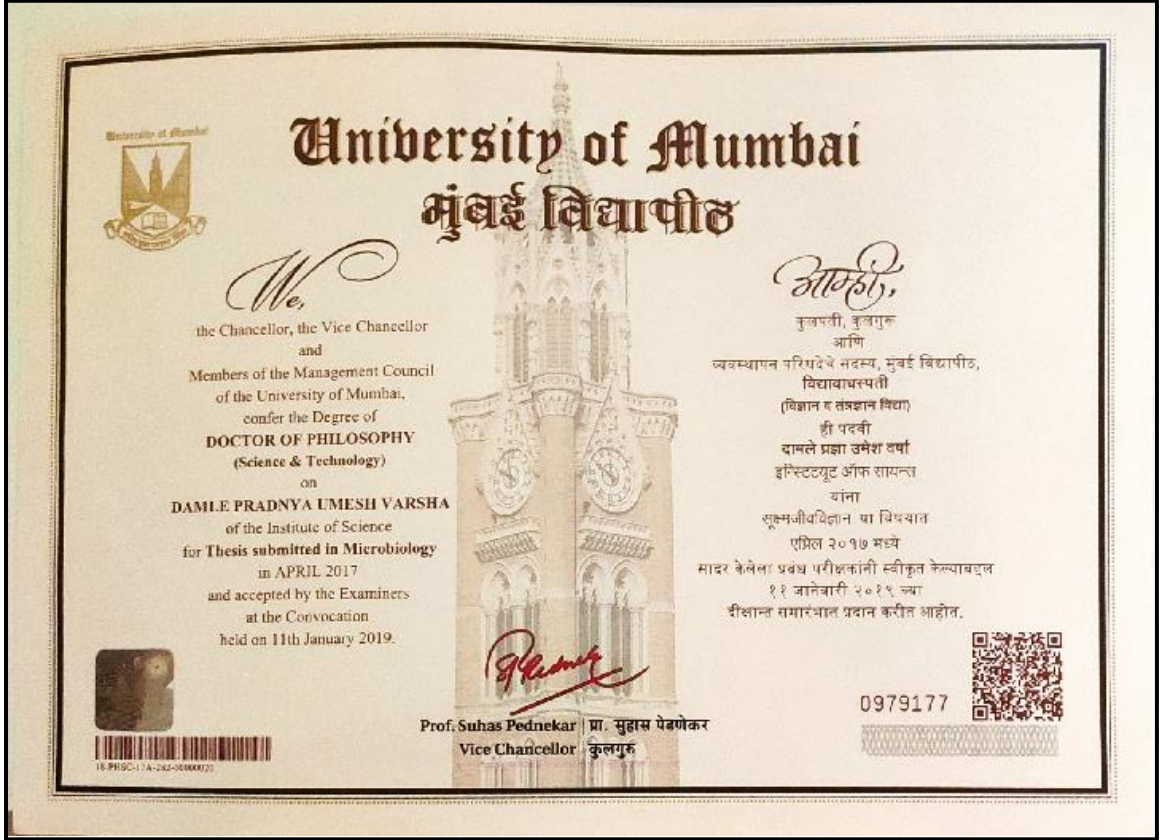 University of Mumbai
University of Mumbai
मुंबई विद्यापीठ
We,
the Chancellor, the Vice Chancellor
and
Members of the Management Council
of the University of Mumbai,
confer the Degree of
DOCTOR OF PHILOSOPHY
(Science & Technology)
on
DAMLE PRADNYA UMESH VARSHA
of the Institute of Science
for Thesis submitted in Microbiology
in APRIL 2017
and accepted by the Examiners
at the Convocation
held on 11th January 2019.
आम्ही,
कुलपती, कुलगुरू
आणि
व्यवस्थापन परिषदेचे सदस्य, मुंबई विद्यापीठ,
विद्यावाचस्पती
(विज्ञान व तंत्रज्ञान विद्या)
ही पदवी
दामले प्रज्ञा उमेश वर्षा
इन्स्टिटयूट ऑफ सायन्स
यांना
सूक्ष्मजीवविज्ञान या विषयात
एप्रिल २०१७ मध्ये
सादर केलेला प्रबंध परीक्षकांनी स्वीकृत केल्याबद्दल
११ जानेवारी २०१९ च्या
दीक्षान्त समारंभात प्रदान करीत आहोत.
Prof. Suhas Pednekar | प्रा. सुहास पेडणेकर
Vice Chancellor | कुलगुरू
0979177